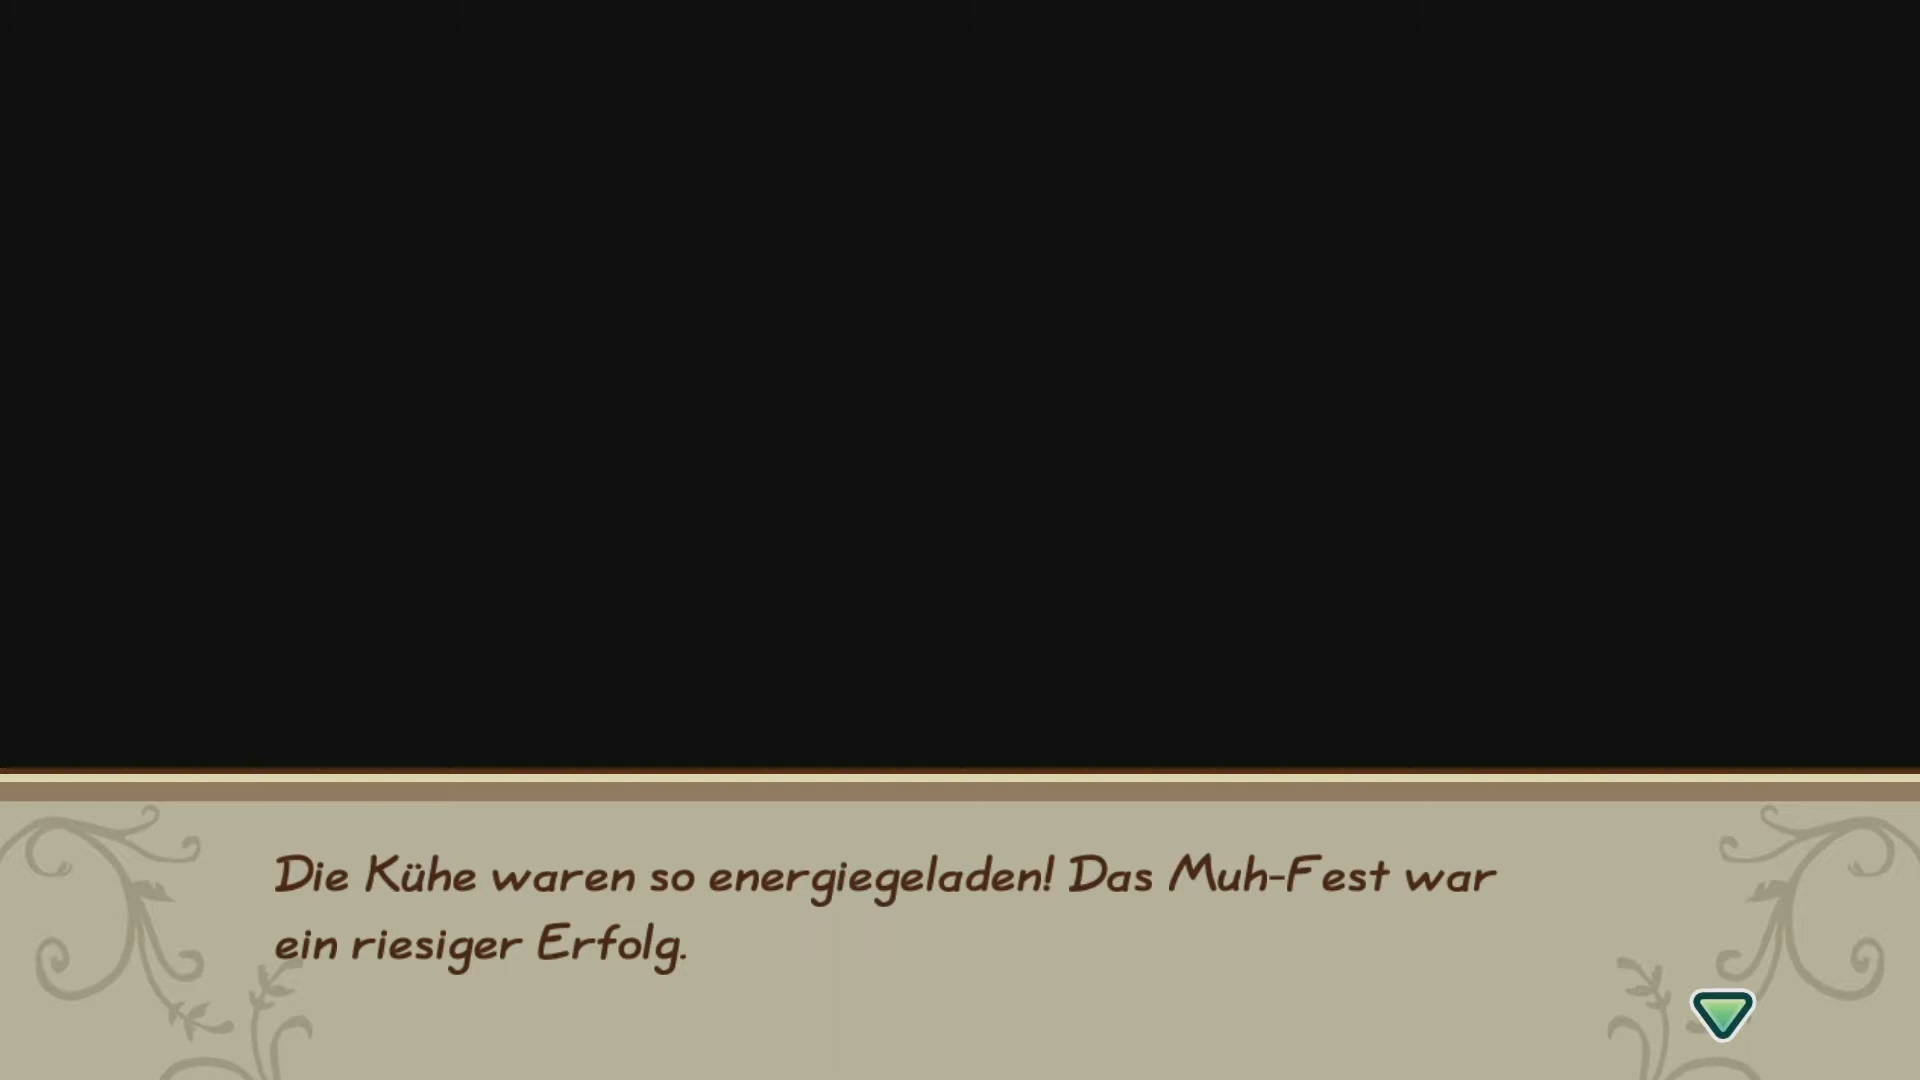 Die Kühe waren so energiegeladen! Das Muh-Fest war
ein riesiger Erfolg.